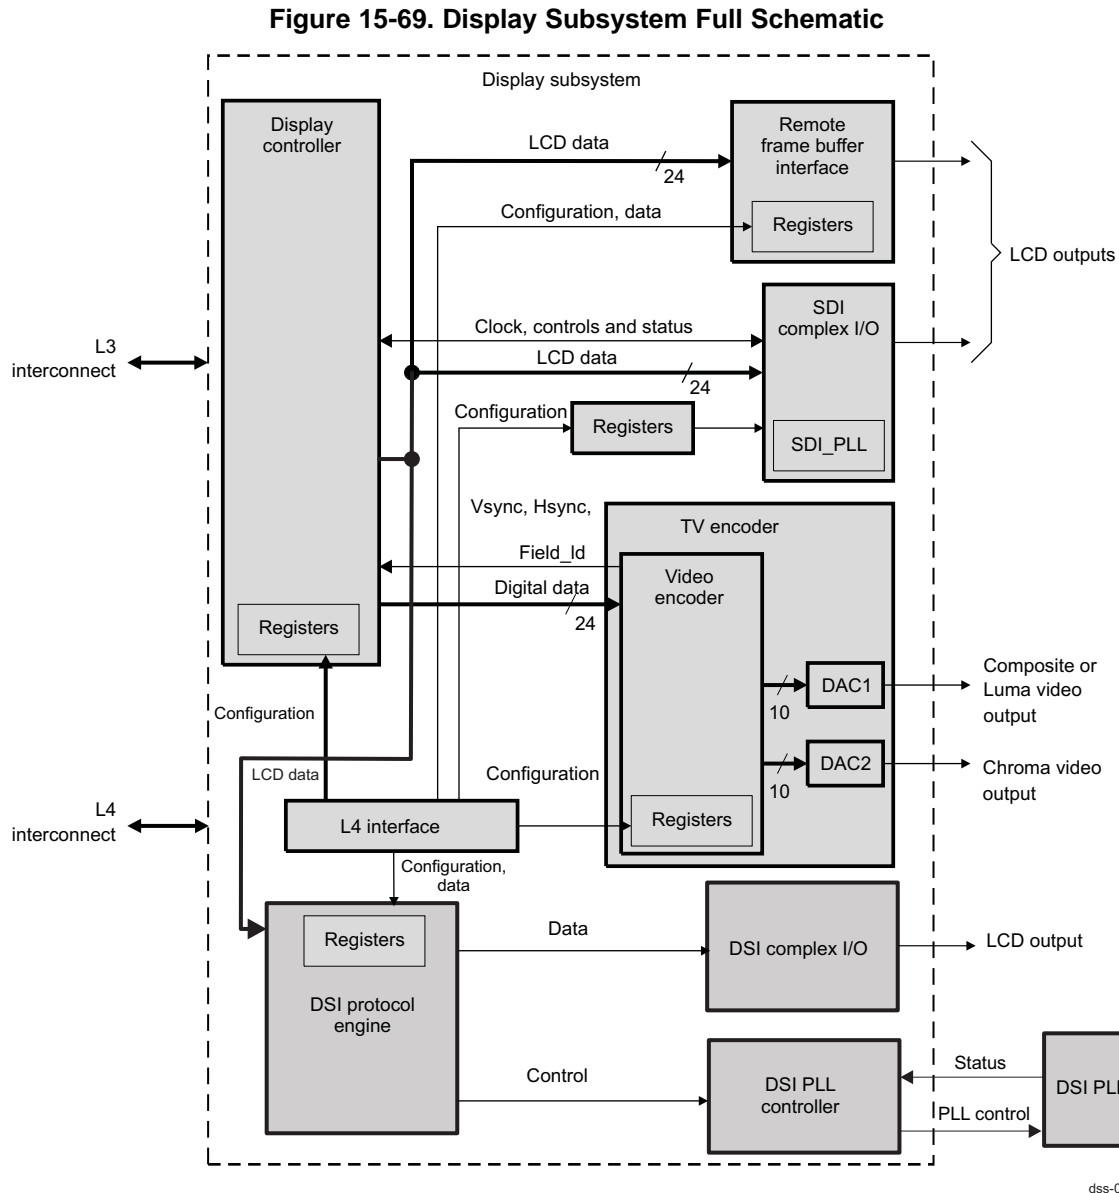 Figure 15-69. Display Subsystem Full Schematic
Display subsystem
Display
controller
Remote
frame buffer
interface
LCD data
24
Configuration, data
Registers
LCD outputs
SDI
complex I/O
Clock, controls and status
L3
interconnect
LCD data
24
Configuration
Registers
SDI_PLL
Vsync, Hsync,
TV encoder
Field_Id
Video
encoder
Digital data
24
Registers
DAC1
10
Composite or
Luma video
output
Configuration
LCD data
Configuration
DAC2
10
Chroma video
output
L4
interconnect
L4 interface
Registers
Configuration,
data
Registers
Data
DSI complex I/O
LCD output
DSI protocol
engine
Control
DSI PLL
controller
Status
DSI PLL
PLL control